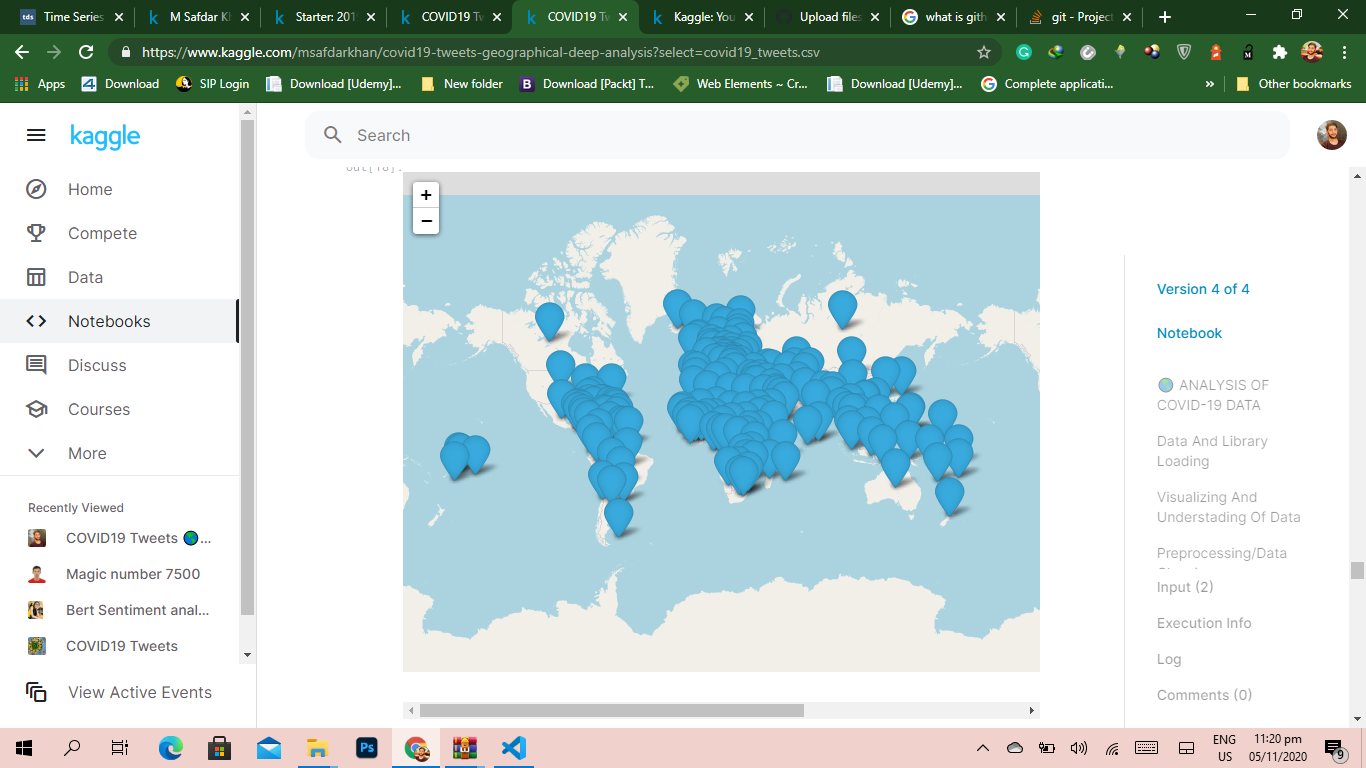 tds Time Series
M Safdar Kh
Starter: 201
COVID19 Tw
COVID19 Tw
Kaggle: You
Upload files
what is gith
git - Project
https://www.kaggle.com/msafdarkhan/covid19-tweets-geographical-deep-analysis?select=covid19_tweets.csv
Apps
Download
SIP Login
Download [Udemy]...
New folder
Download [Packt] T...
Web Elements ~ Cr...
Download [Udemy]...
Complete applicati...
»
Other bookmarks
kaggle
Search
Home
Compete
Data
Notebooks
Discuss
Courses
More
Recently Viewed
COVID19 Tweets 🌏...
Magic number 7500
Bert Sentiment anal...
COVID19 Tweets
View Active Events
+
−
Version 4 of 4
Notebook
🌏 ANALYSIS OF
COVID-19 DATA
Data And Library
Loading
Visualizing And
Understading Of Data
Preprocessing/Data
Input (2)
Execution Info
Log
Comments (0)
Ps
ENG
US
11:20 pm
05/11/2020
9